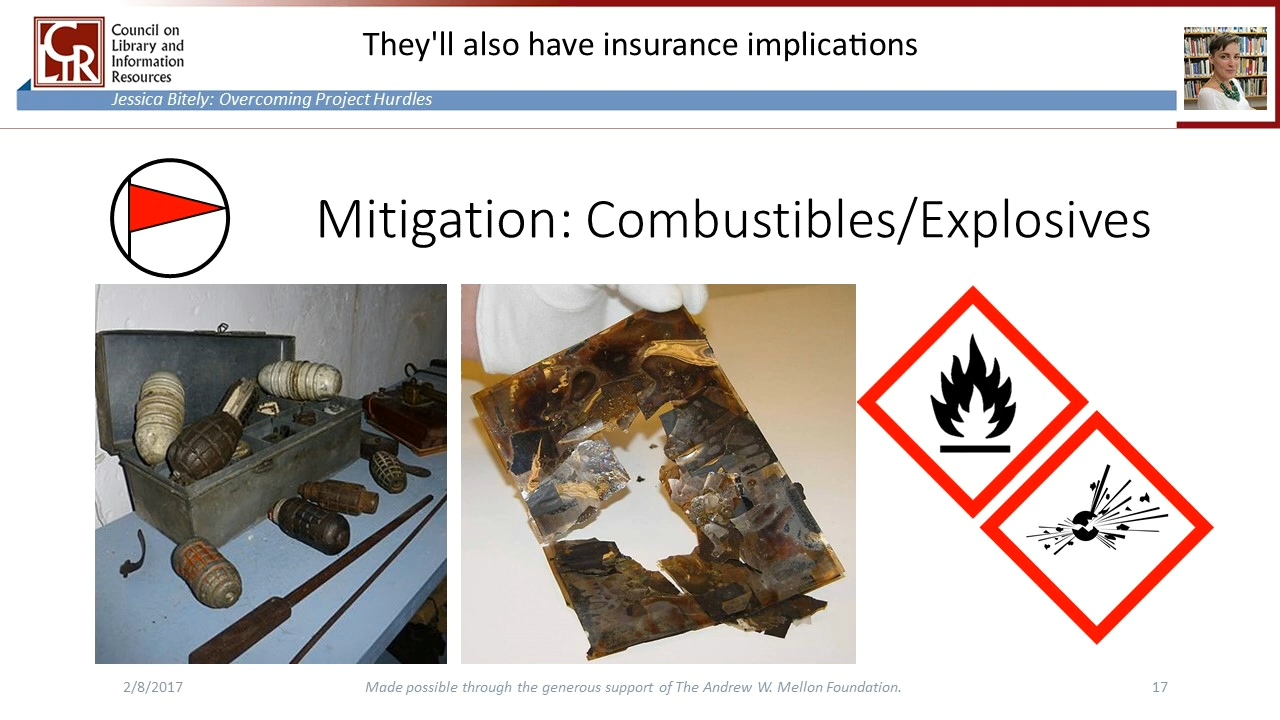 CLIR
Council on
Library and
Information
Resources
They'll also have insurance implications
Jessica Bitely: Overcoming Project Hurdles
Mitigation: Combustibles/Explosives
2/8/2017
Made possible through the generous support of The Andrew W. Mellon Foundation.
17